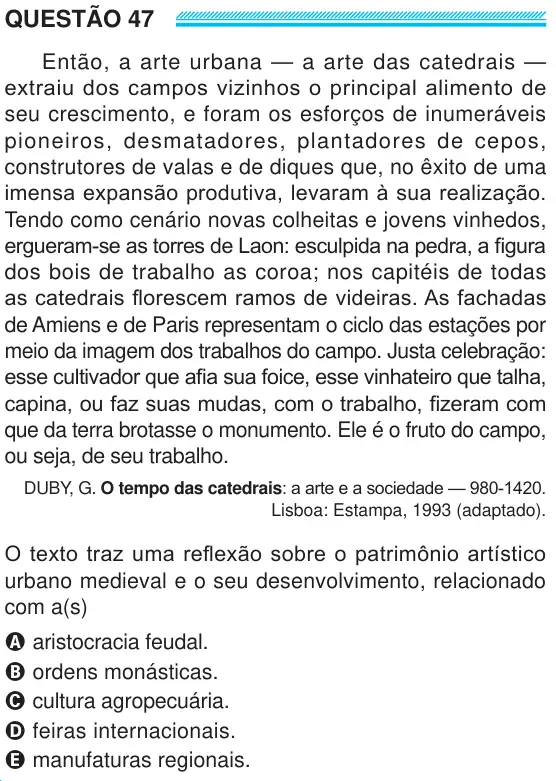 QUESTÃO 47
Então, a arte urbana — a arte das catedrais —
extraiu dos campos vizinhos o principal alimento de
seu crescimento, e foram os esforços de inumeráveis
pioneiros, desmatadores, plantadores de cepos,
construtores de valas e de diques que, no êxito de uma
imensa expansão produtiva, levaram à sua realização.
Tendo como cenário novas colheitas e jovens vinhedos,
ergueram-se as torres de Laon: esculpida na pedra, a figura
dos bois de trabalho as coroa; nos capitéis de todas
as catedrais florescem ramos de videiras. As fachadas
de Amiens e de Paris representam o ciclo das estações por
meio da imagem dos trabalhos do campo. Justa celebração:
esse cultivador que afia sua foice, esse vinhateiro que talha,
capina, ou faz suas mudas, com o trabalho, fizeram com
que da terra brotasse o monumento. Ele é o fruto do campo,
ou seja, de seu trabalho.
DUBY, G. O tempo das catedrais: a arte e a sociedade — 980-1420.
Lisboa: Estampa, 1993 (adaptado).
O texto traz uma reflexão sobre o patrimônio artístico
urbano medieval e o seu desenvolvimento, relacionado
com a(s)
A aristocracia feudal.
B ordens monásticas.
C cultura agropecuária.
D feiras internacionais.
E manufaturas regionais.